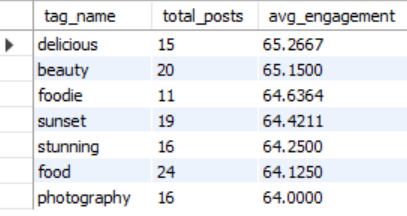 tag_name total_posts avg_engagement
delicious 15 65.2667
beauty 20 65.1500
foodie 11 64.6364
sunset 19 64.4211
stunning 16 64.2500
food 24 64.1250
photography 16 64.0000